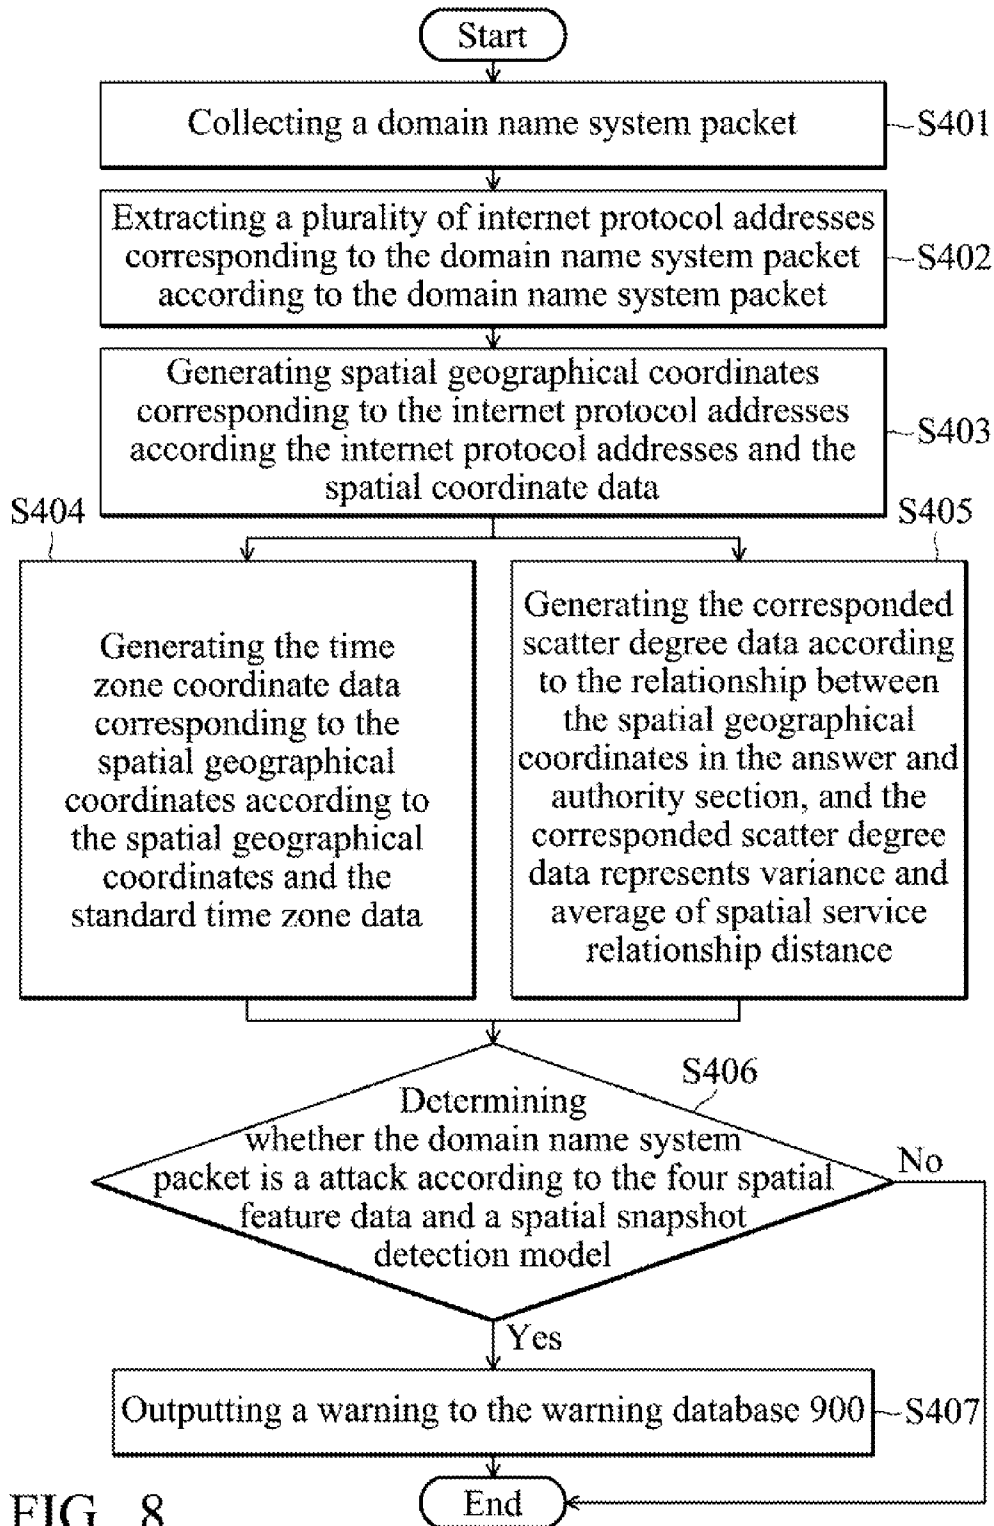 Start
Collecting a domain name system packet
S401
Extracting a plurality of internet protocol addresses
corresponding to the domain name system packet
according to the domain name system packet
S402
Generating spatial geographical coordinates
corresponding to the internet protocol addresses
according the internet protocol addresses and the
spatial coordinate data
S403
S404
Generating the time
zone coordinate data
corresponding to the
spatial geographical
coordinates according to
the spatial geographical
coordinates and the
standard time zone data
S405
Generating the corresponded
scatter degree data according
to the relationship between
the spatial geographical
coordinates in the answer and
authority section, and the
corresponded scatter degree
data represents variance and
average of spatial service
relationship distance
S406
Determining
whether the domain name system
packet is a attack according to the four spatial
feature data and a spatial snapshot
detection model
No
Yes
Outputting a warning to the warning database 900
S407
End
FIG. 8